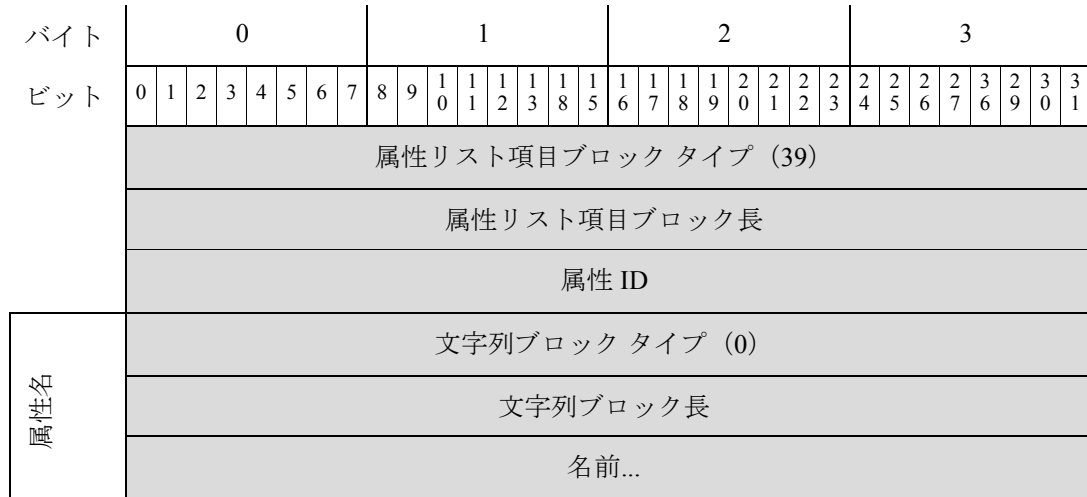 バイト 0 1 2 3
ビット 0 1 2 3 4 5 6 7 8 9 10 11 12 13 18 15 16 17 18 19 20 21 22 23 24 25 26 27 36 29 30 31
属性リスト項目ブロック タイプ（39）
属性リスト項目ブロック長
属性 ID
属性名
文字列ブロック タイプ（0）
文字列ブロック長
名前...